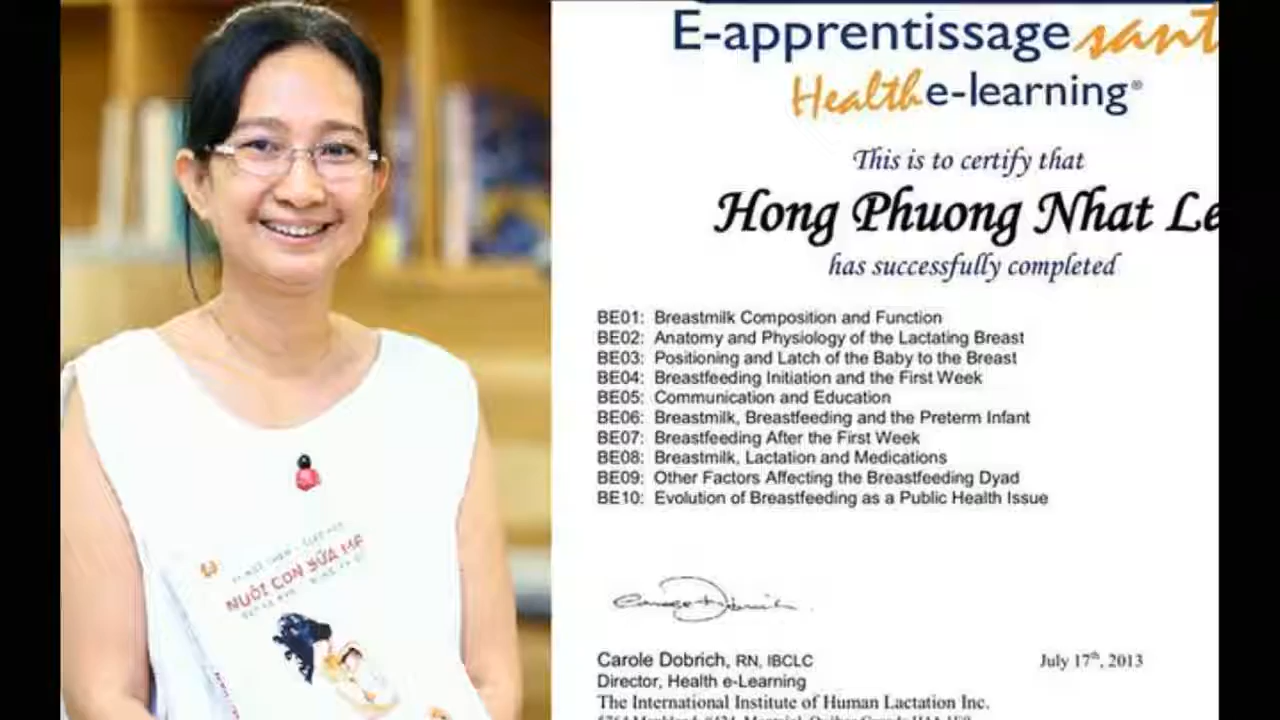 NUÔI CON SỮA MẸ
E-apprentissage sant
Health e-learning®
This is to certify that
Hong Phuong Nhat Le
has successfully completed
BE01: Breastmilk Composition and Function
BE02: Anatomy and Physiology of the Lactating Breast
BE03: Positioning and Latch of the Baby to the Breast
BE04: Breastfeeding Initiation and the First Week
BE05: Communication and Education
BE06: Breastmilk, Breastfeeding and the Preterm Infant
BE07: Breastfeeding After the First Week
BE08: Breastmilk, Lactation and Medications
BE09: Other Factors Affecting the Breastfeeding Dyad
BE10: Evolution of Breastfeeding as a Public Health Issue
Carole Dobrich, RN, IBCLC
July 17th, 2013
Director, Health e-Learning
The International Institute of Human Lactation Inc.